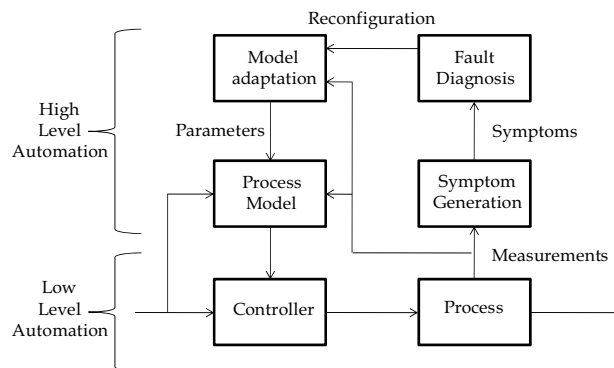 Reconfiguration
Model
adaptation
Fault
Diagnosis
High
Level
Automation
Parameters
Symptoms
Process
Model
Symptom
Generation
Measurements
Low
Level
Automation
Controller
Process